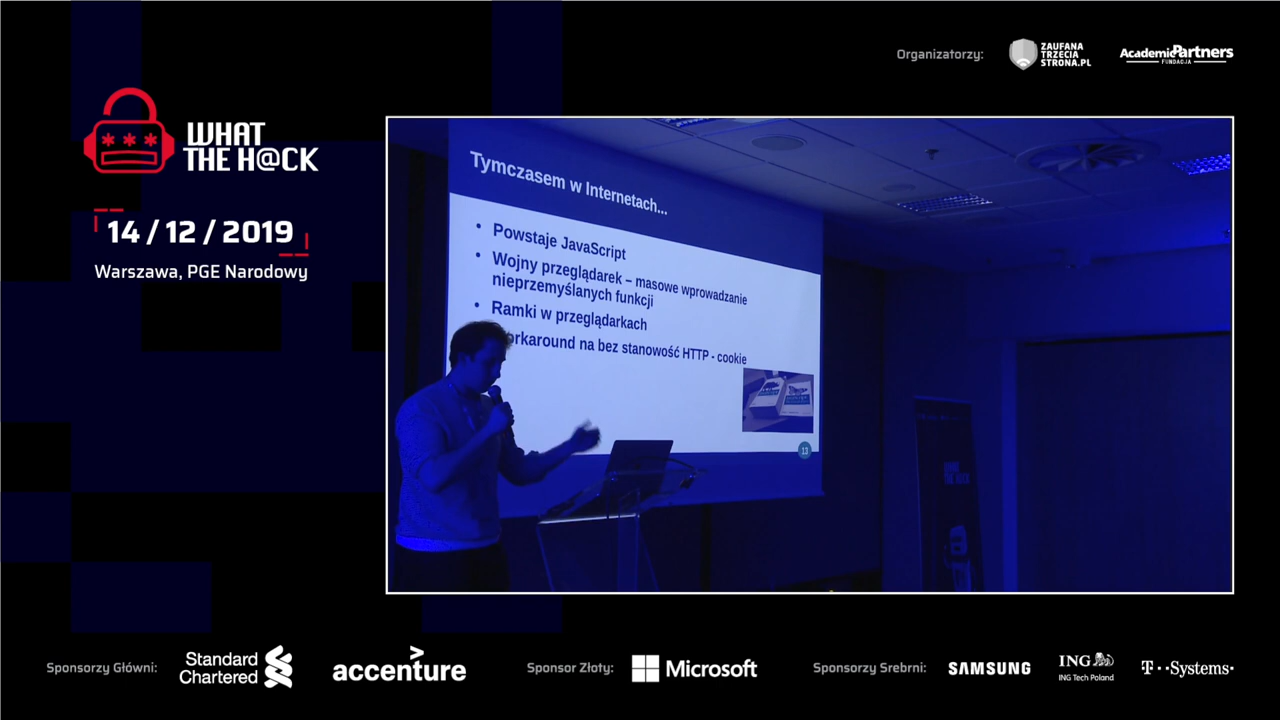 Organizatorzy:
ZAUFANA
TRZECIA
STRONA.PL
AcademicPartners
FUNDACJA
WHAT
THE H@CK
14 / 12 / 2019
Warszawa, PGE Narodowy
Tymczasem w Internetach...
• Powstaje JavaScript
• Wojny przeglądarek – masowe wprowadzanie
nieprzemyślanych funkcji
• Ramki w przeglądarkach
orkaround na bez stanowość HTTP - cookie
13
Sponsorzy Główni:
Standard
Chartered
accenture
Sponsor Złoty:
Microsoft
Sponsorzy Srebrni:
SAMSUNG
ING
ING Tech Poland
T··Systems·